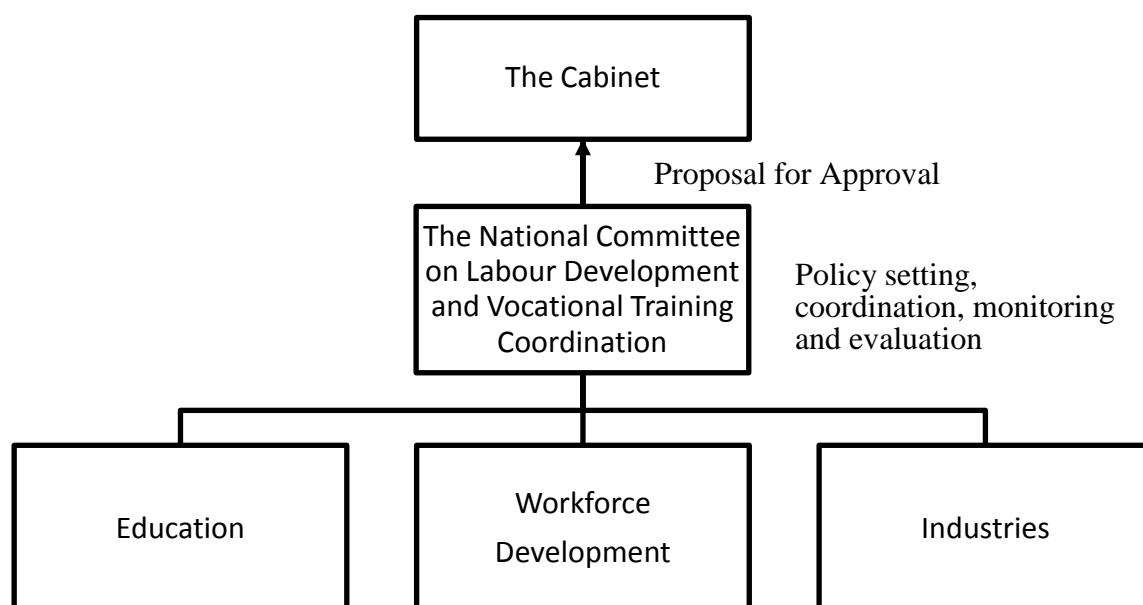 The Cabinet
Proposal for Approval
The National Committee
on Labour Development
and Vocational Training
Coordination
Policy setting,
coordination, monitoring
and evaluation
Education
Workforce
Development
Industries